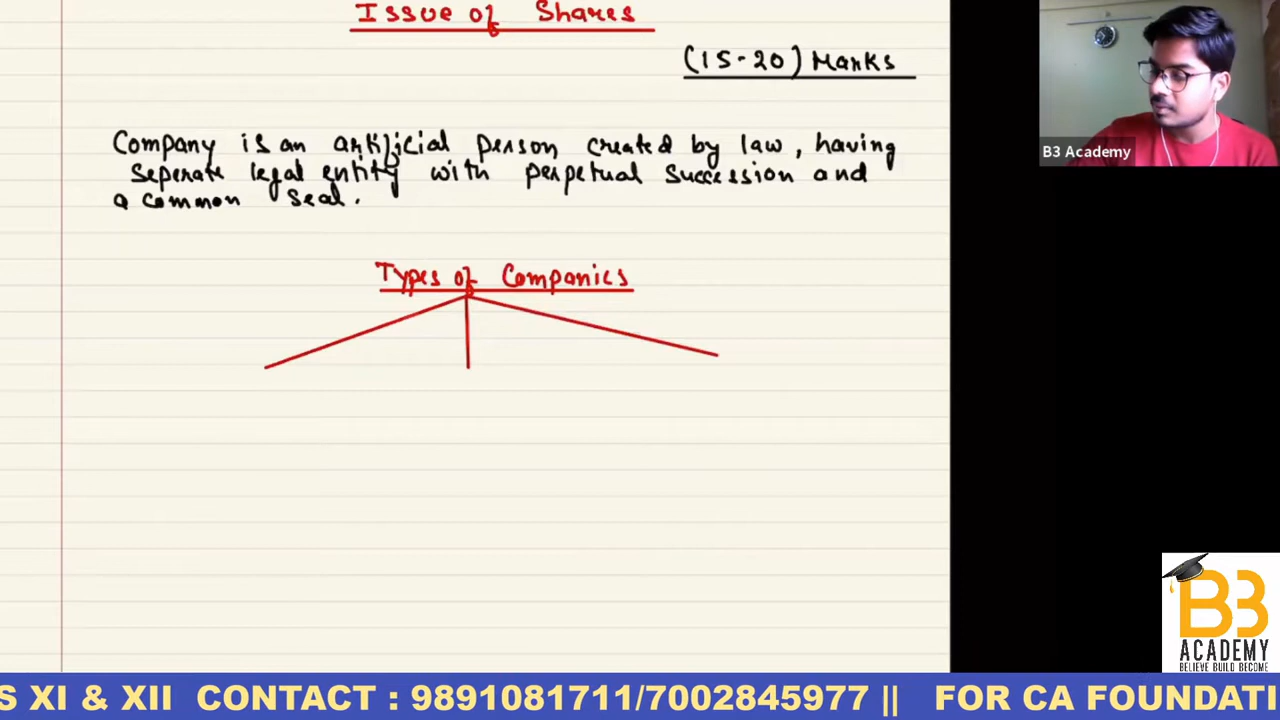 Issue of Shares
(15-20) Marks
Company is an artificial person created by law, having
seperate legal entity with perpetual succession and
a common seal.
Types of Companies
B3 Academy
B3
ACADEMY
BELIEVE BUILD BECOME
S XI & XII CONTACT : 9891081711/7002845977 || FOR CA FOUNDATI